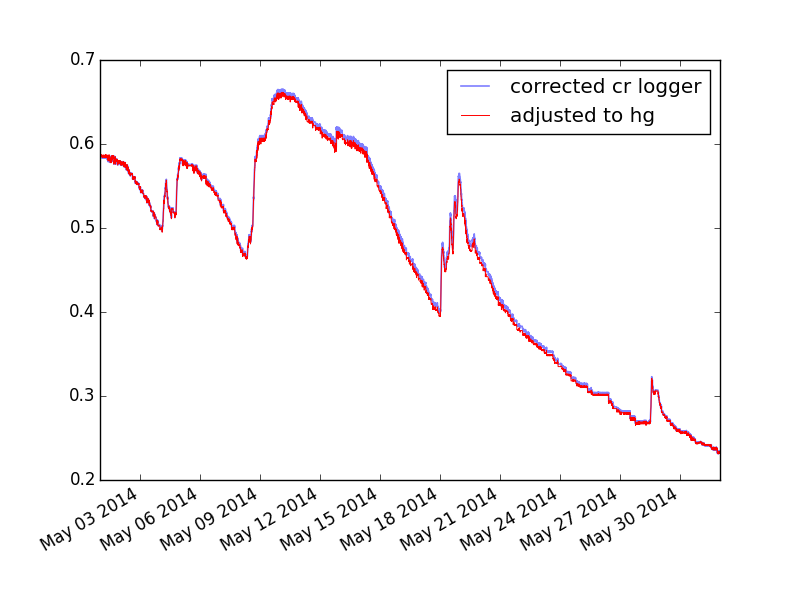 0.7
corrected cr logger
adjusted to hg
0.6
0.5
0.4
0.3
0.2
May 03 2014
May 06 2014
May 09 2014
May 12 2014
May 15 2014
May 18 2014
May 21 2014
May 24 2014
May 27 2014
May 30 2014